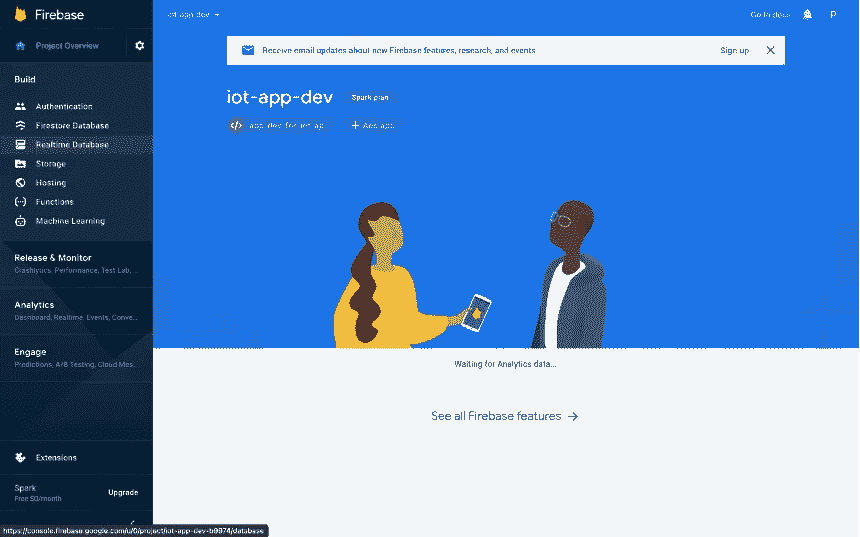 Firebase
Project Overview
Build
Authentication
Firestore Database
Realtime Database
Storage
Hosting
Functions
Machine Learning
Release & Monitor
Crashlytics, Performance, Test Lab, ...
Analytics
Dashboard, Realtime, Events, Conve...
Engage
Predictions, A/B Testing, Cloud Mes...
Extensions
Spark
Free $0/month
Upgrade
https://console.firebase.google.com/u/0/project/iot-app-dev-b9974/database
iot-app-dev
Go to docs
P
Receive email updates about new Firebase features, research, and events
Sign up
iot-app-dev
Spark plan
app-dev-for-iot-ap
+ Add app
Waiting for Analytics data...
See all Firebase features →